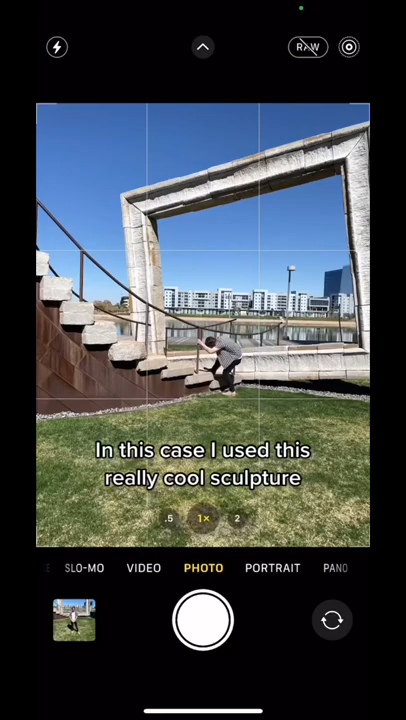 RAW
In this case I used this
really cool sculpture
.5 1× 2
SLO-MO VIDEO PHOTO PORTRAIT PANO